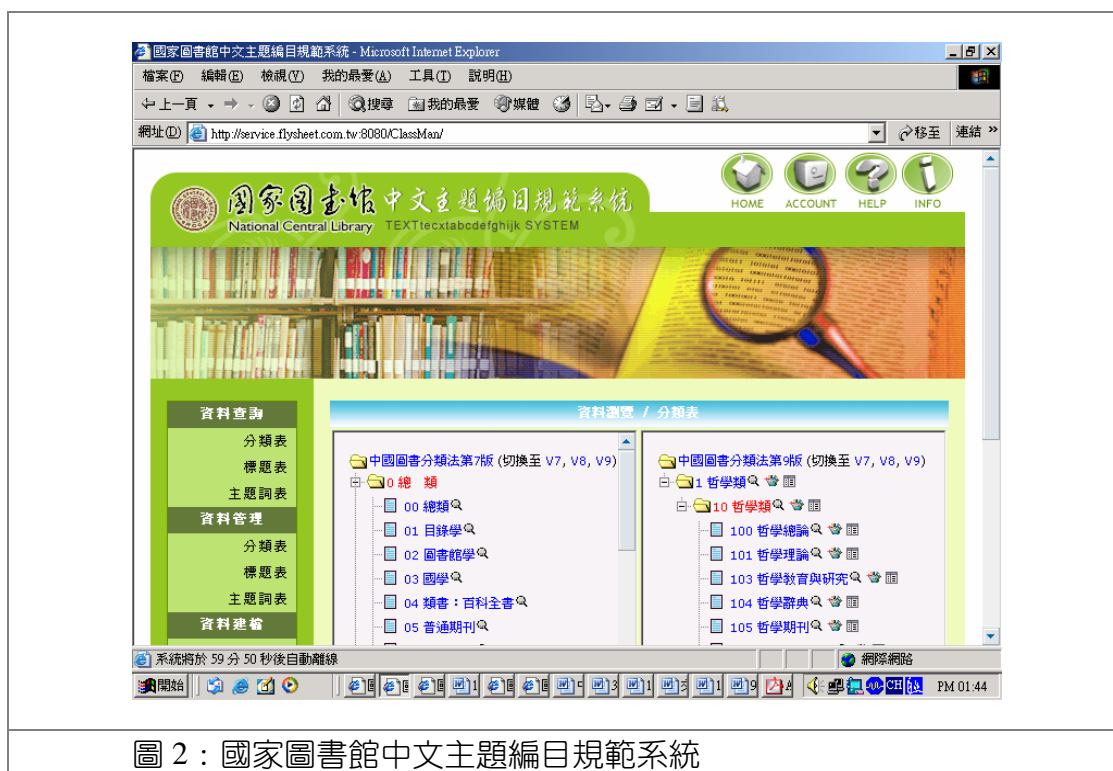 國家圖書館中文主題編目規範系統 - Microsoft Internet Explorer
檔案(F) 編輯(E) 檢視(V) 我的最愛(A) 工具(T) 說明(H)
上一頁 搜尋 我的最愛 媒體
網址(D) http://service.flysheet.com.tw:8080/ClassMan/ 移至 連結 »
國家圖書館 中文主題編目規範系統
National Central Library TEXTtecxtabcdefghijk SYSTEM
HOME ACCOUNT HELP INFO
資料查詢
分類表
標題表
主題詞表
資料管理
分類表
標題表
主題詞表
資料建檔
資料瀏覽 / 分類表
中國圖書分類法第7版 (切換至 V7, V8, V9)
0 總 類
00 總類
01 目錄學
02 圖書館學
03 國學
04 類書：百科全書
05 普通期刊
中國圖書分類法第9版 (切換至 V7, V8, V9)
1 哲學類
10 哲學類
100 哲學總論
101 哲學理論
103 哲學教育與研究
104 哲學辭典
105 哲學期刊
系統將於 59 分 50 秒後自動離線 網際網路
開始 CH PM 01:44
圖 2：國家圖書館中文主題編目規範系統